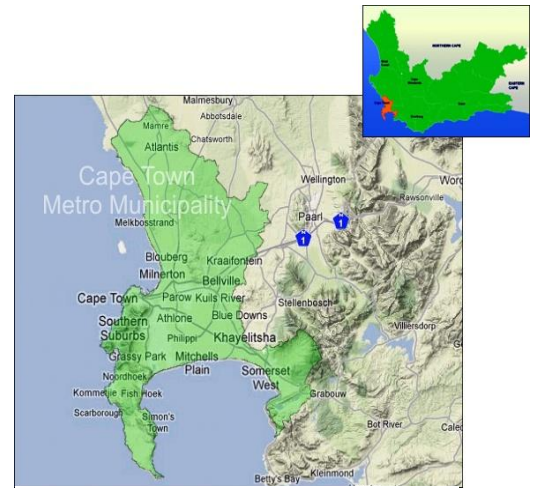 NORTHERN CAPE
EASTERN
CAPE
Malmesbury
Abbotsdale
Mamre
Chatsworth
Atlantis
Cape Town
Metro Municipality
Wellington
Rawsonville
Paarl
1
1
Melkbosstrand
Blouberg
Kraaifontein
Milnerton
Bellville
Cape Town
Parow
Kuils River
Stellenbosch
Southern
Suburbs
Athlone
Blue Downs
Villiersdorp
Philippi
Khayelitsha
Grassy Park
Mitchells
Plain
Somerset
West
Noordhoek
Kommetjie
Fish Hoek
Grabouw
Scarborough
Simon's
Town
Bot River
Kleinmond
Betty's Bay